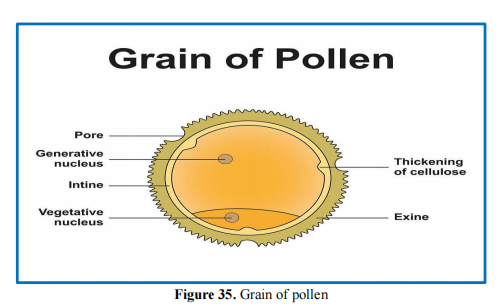 Grain of Pollen
Pore
Generative
nucleus
Intine
Vegetative
nucleus
Thickening
of cellulose
Exine
Figure 35. Grain of pollen